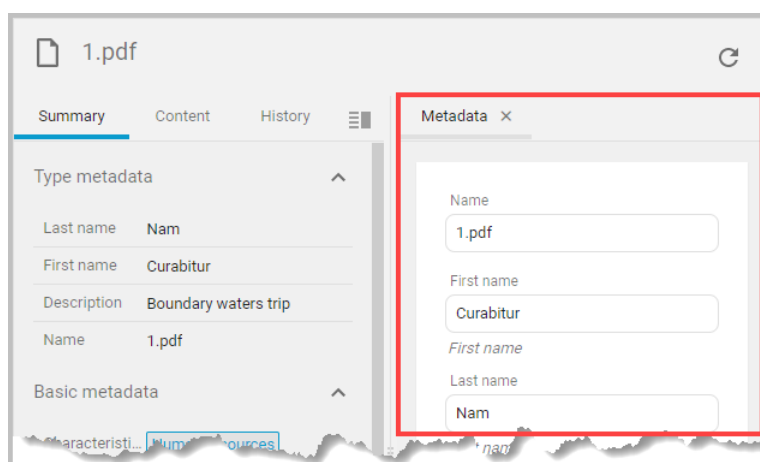 1.pdf
Summary Content History
Type metadata
Last name Nam
First name Curabitur
Description Boundary waters trip
Name 1.pdf
Basic metadata
Metadata ×
Name
1.pdf
First name
Curabitur
First name
Last name
Nam